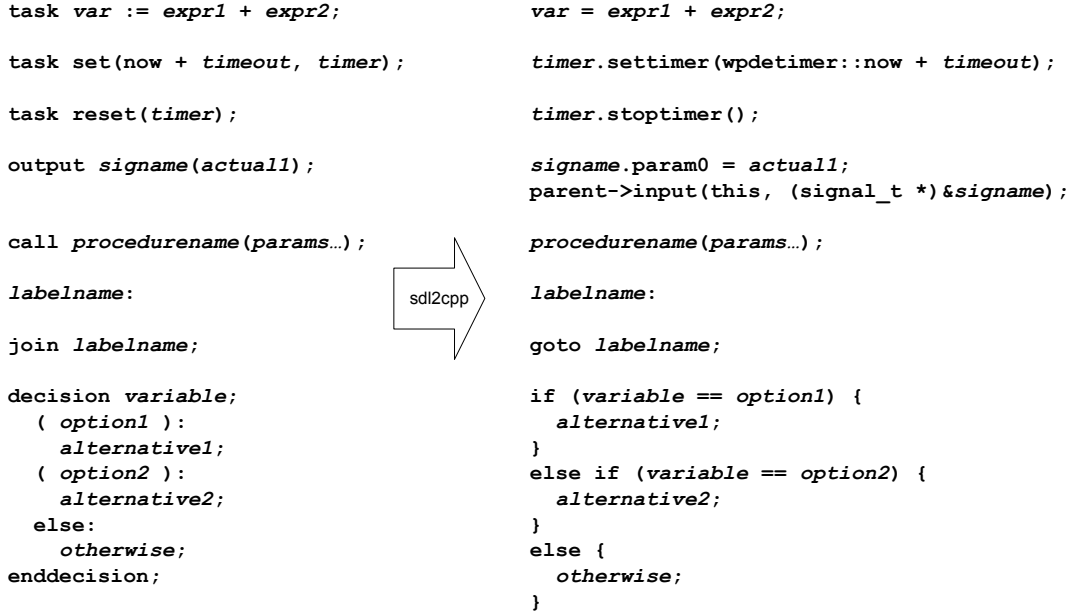 task var := expr1 + expr2;
task set(now + timeout, timer);
task reset(timer);
output signame(actual1);
call procedurename(params…);
labelname:
join labelname;
decision variable;
( option1 ):
alternative1;
( option2 ):
alternative2;
else:
otherwise;
enddecision;
sdl2cpp
var = expr1 + expr2;
timer.settimer(wpdetimer::now + timeout);
timer.stoptimer();
signame.param0 = actual1;
parent->input(this, (signal_t *)&signame);
procedurename(params…);
labelname:
goto labelname;
if (variable == option1) {
alternative1;
}
else if (variable == option2) {
alternative2;
}
else {
otherwise;
}